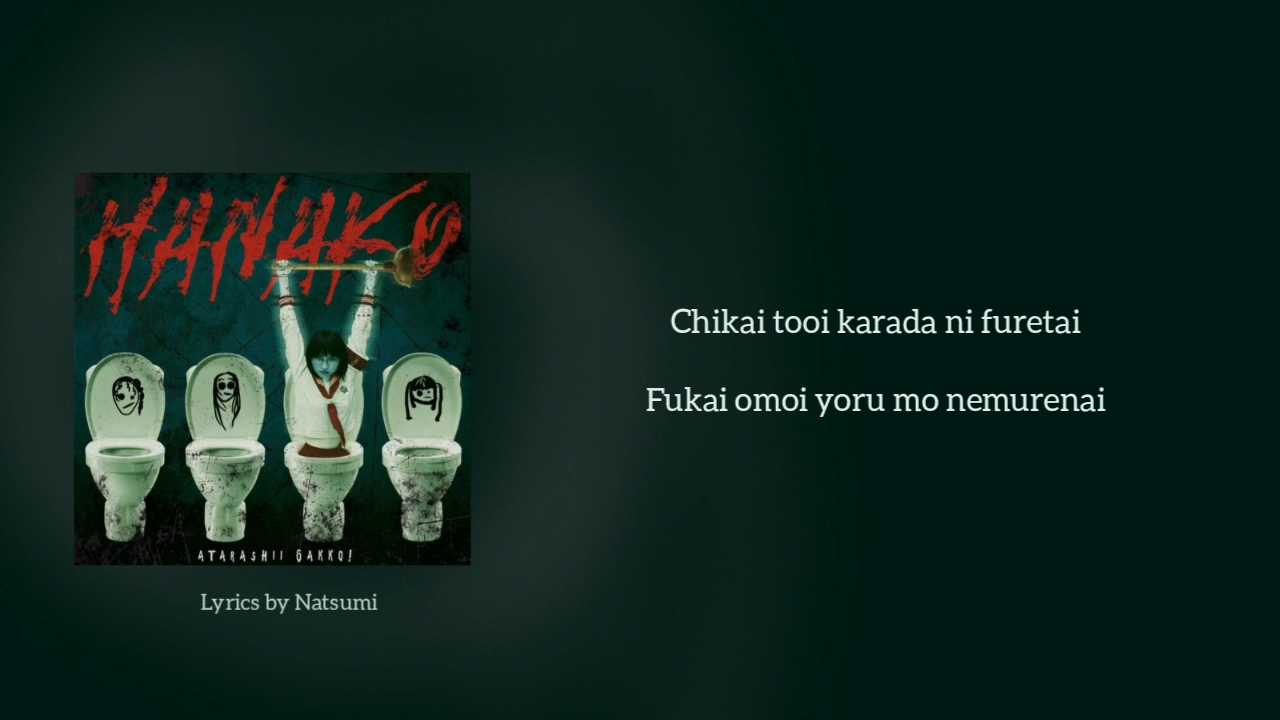 HANAKO
ATARASHII GAKKO!
Lyrics by Natsumi
Chikai tooi karada ni furetai
Fukai omoi yoru mo nemurenai